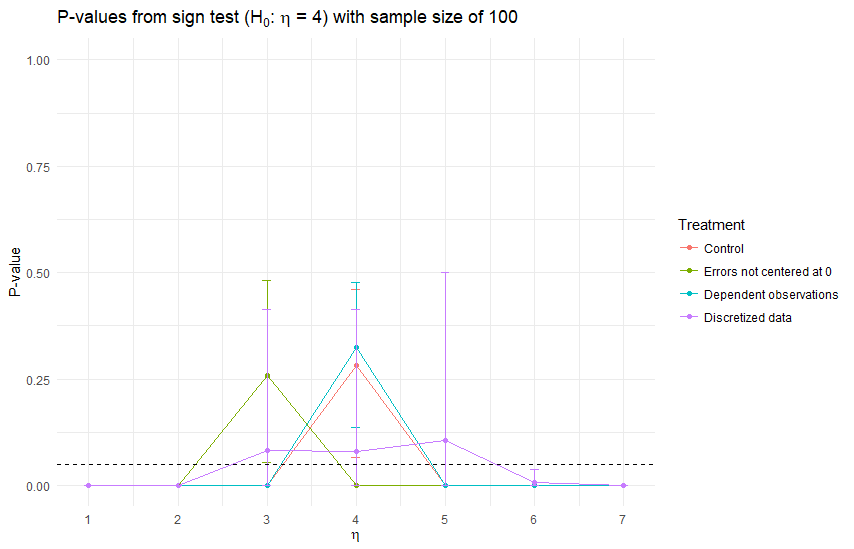 P-values from sign test (H₀: η = 4) with sample size of 100
1.00
0.75
0.50
0.25
0.00
P-value
1 2 3 4 5 6 7
η
Treatment
Control
Errors not centered at 0
Dependent observations
Discretized data